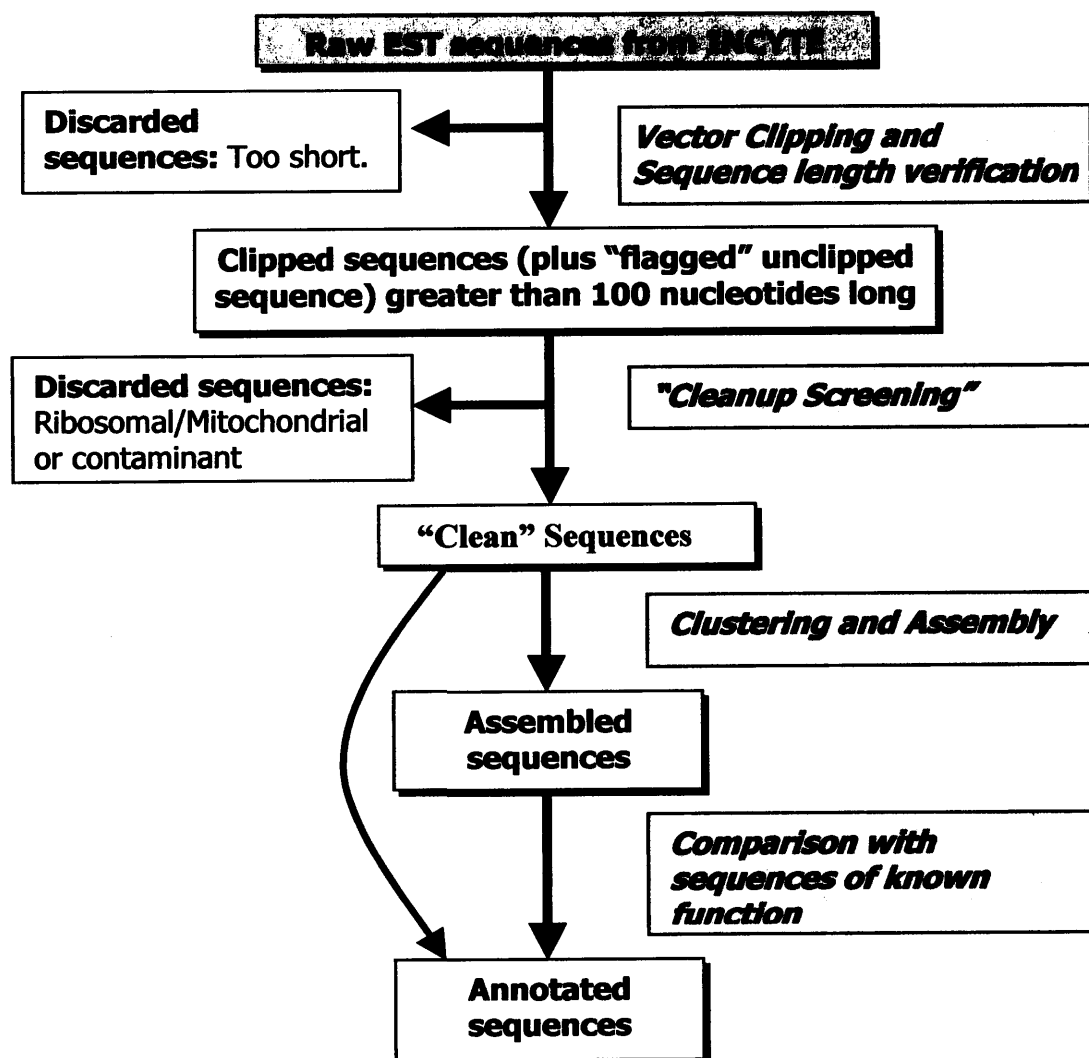 Raw EST sequences from INCYTE
Discarded
sequences: Too short.
Vector Clipping and
Sequence length verification
Clipped sequences (plus “flagged” unclipped
sequence) greater than 100 nucleotides long
Discarded sequences:
Ribosomal/Mitochondrial
or contaminant
“Cleanup Screening”
“Clean” Sequences
Clustering and Assembly
Assembled
sequences
Comparison with
sequences of known
function
Annotated
sequences